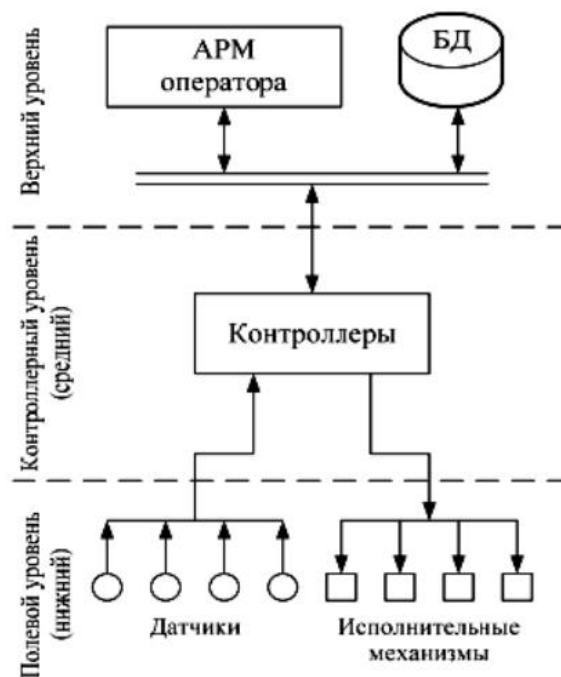 Верхний уровень
АРМ
оператора
БД
Контроллерный уровень
(средний)
Контроллеры
Полевой уровень
(нижний)
Датчики
Исполнительные
механизмы